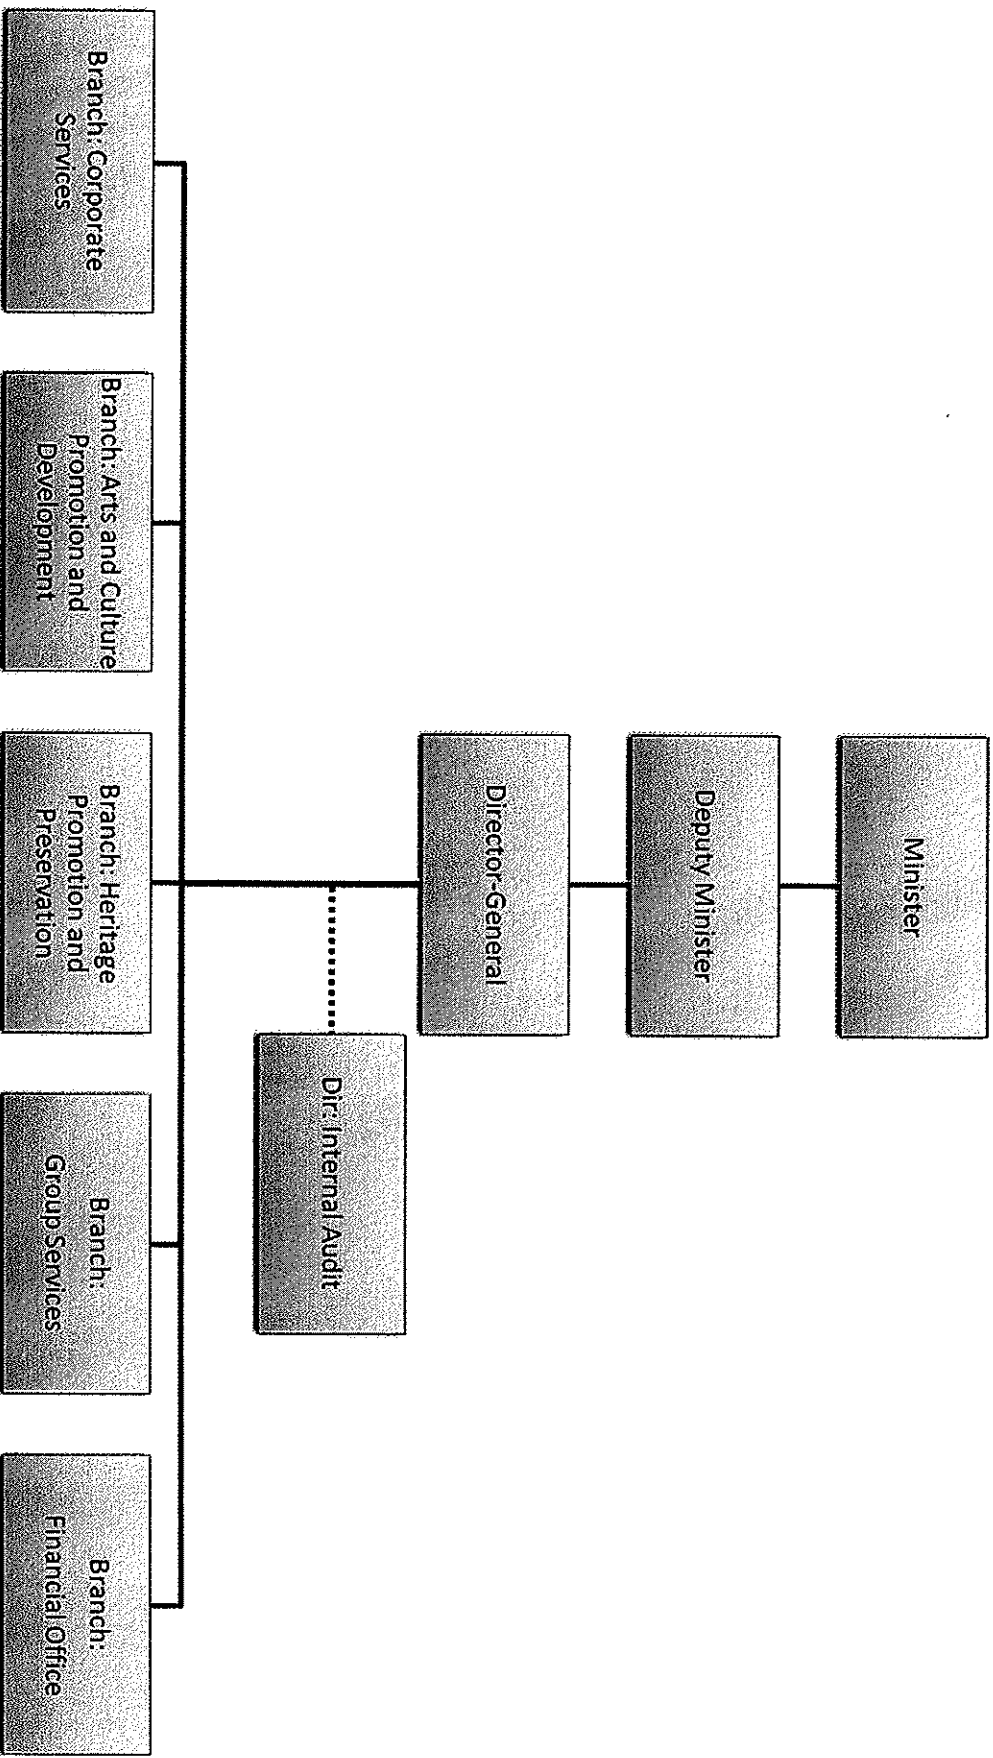 Minister
Deputy Minister
Director-General
Dir: Internal Audit
Branch: Corporate
Services
Branch: Arts and Culture
Promotion and
Development
Branch: Heritage
Promotion and
Preservation
Branch:
Group Services
Branch:
Financial Office